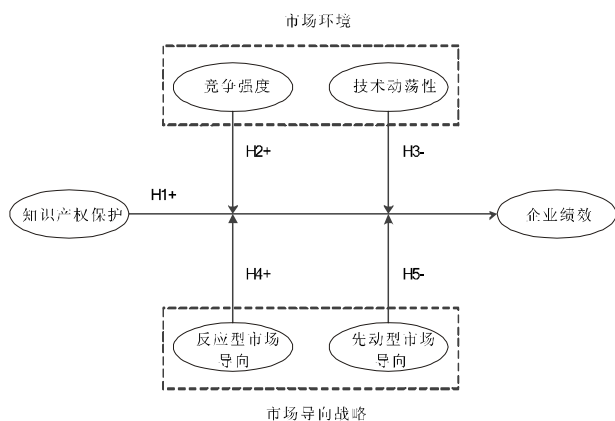 市场环境
竞争强度
技术动荡性
H2+
H3-
H1+
知识产权保护
企业绩效
H4+
H5-
反应型市场
导向
先动型市场
导向
市场导向战略